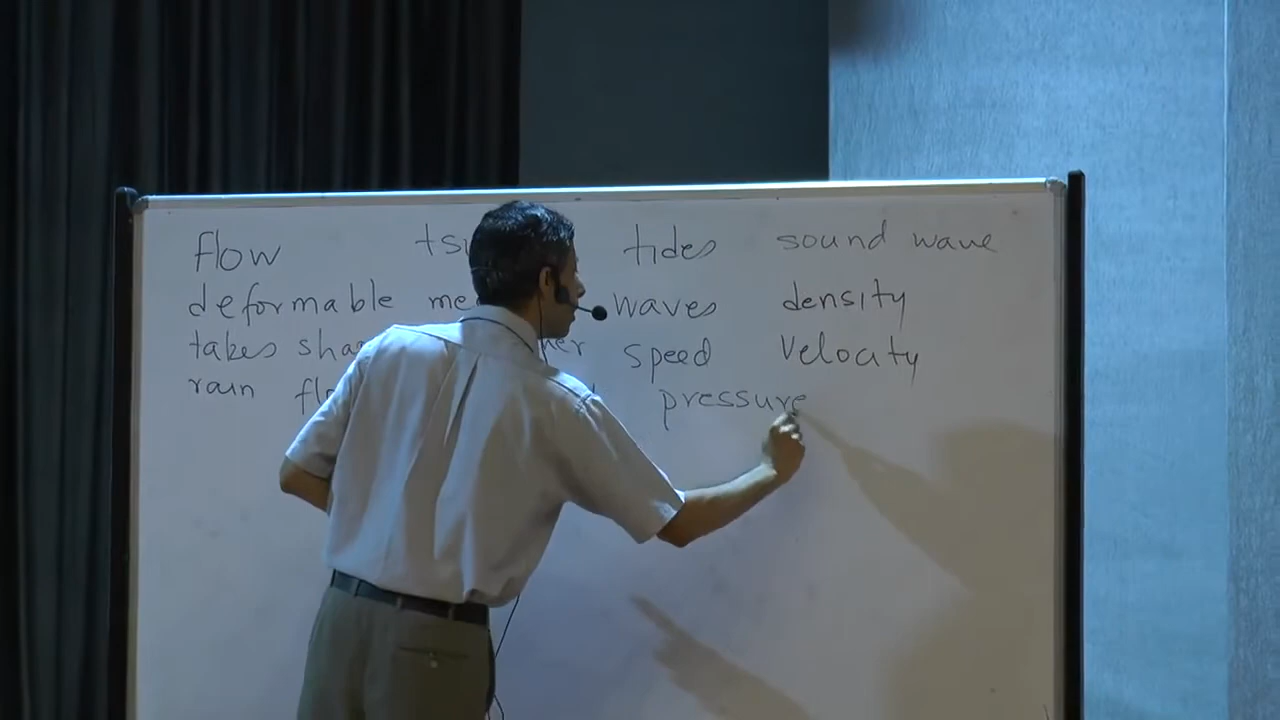 flow tides sound wave
deformable waves density
takes speed velocity
rain pressure